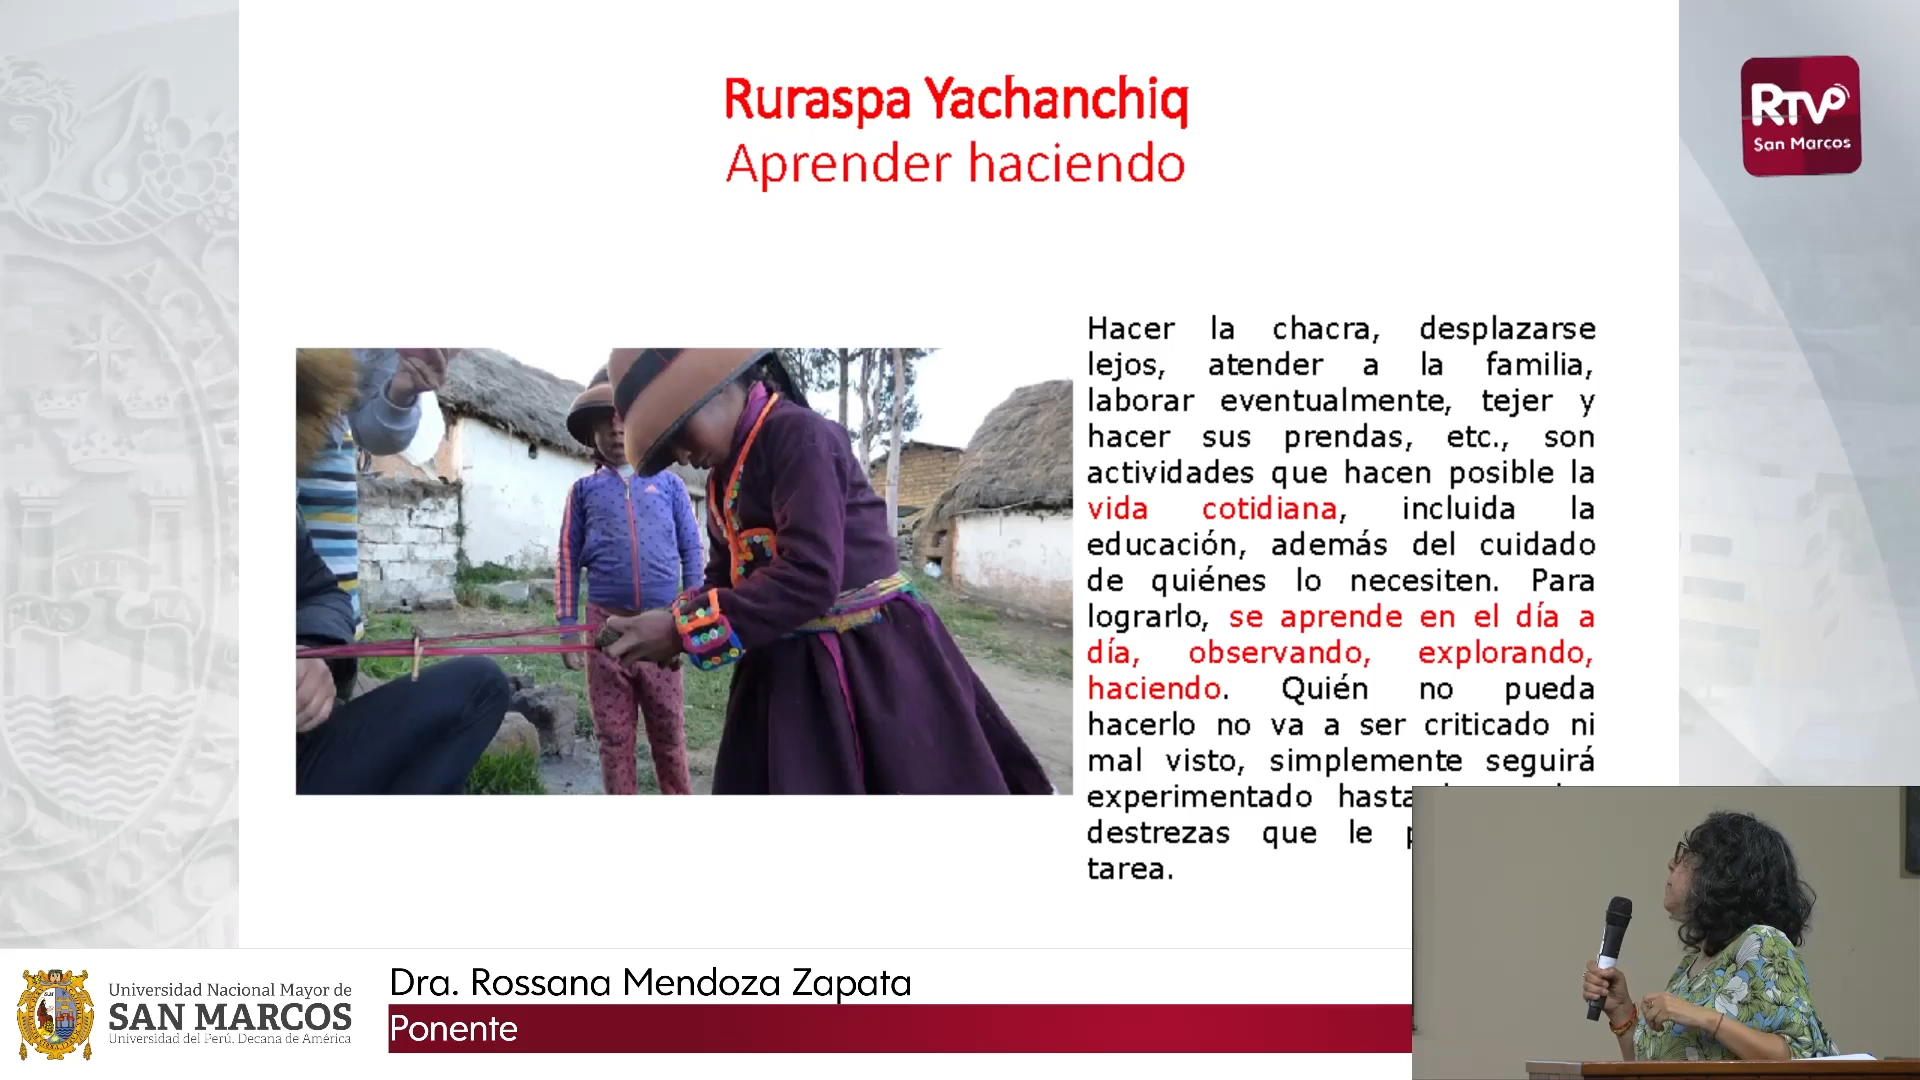 Ruraspa Yachanchiq
Aprender haciendo
RTV
San Marcos
Hacer la chacra, desplazarse
lejos, atender a la familia,
laborar eventualmente, tejer y
hacer sus prendas, etc., son
actividades que hacen posible la
vida cotidiana, incluida la
educación, además del cuidado
de quiénes lo necesiten. Para
lograrlo, se aprende en el día a
día, observando, explorando,
haciendo. Quién no pueda
hacerlo no va a ser criticado ni
mal visto, simplemente seguirá
experimentado hasta
destrezas que le
tarea.
Universidad Nacional Mayor de
SAN MARCOS
Universidad del Perú. Decana de América
Dra. Rossana Mendoza Zapata
Ponente